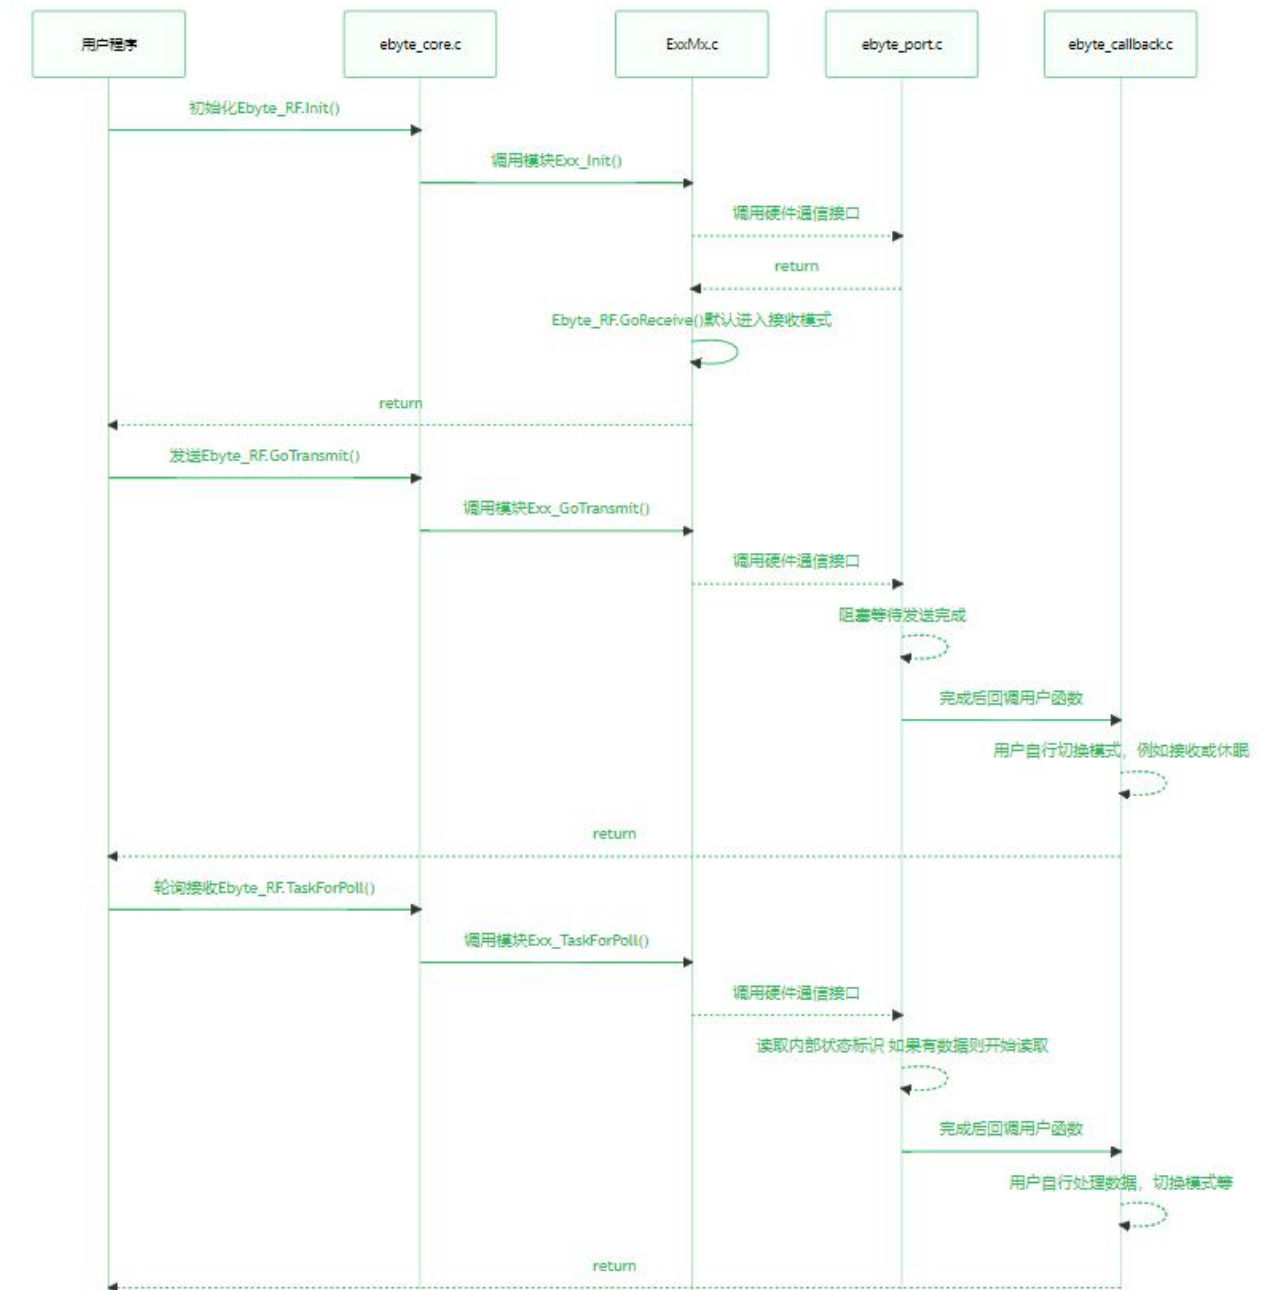 用户程序
ebyte_core.c
ExxMx.c
ebyte_port.c
ebyte_callback.c
初始化Ebyte_RF.Init()
调用模块Exx_Init()
调用硬件通信接口
return
Ebyte_RF.GoReceive()默认进入接收模式
return
发送Ebyte_RF.GoTransmit()
调用模块Exx_GoTransmit()
调用硬件通信接口
阻塞等待发送完成
完成后回调用户函数
用户自行切换模式，例如接收或休眠
return
轮询接收Ebyte_RF.TaskForPoll()
调用模块Exx_TaskForPoll()
调用硬件通信接口
读取内部状态标识 如果有数据则开始读取
完成后回调用户函数
用户自行处理数据，切换模式等
return